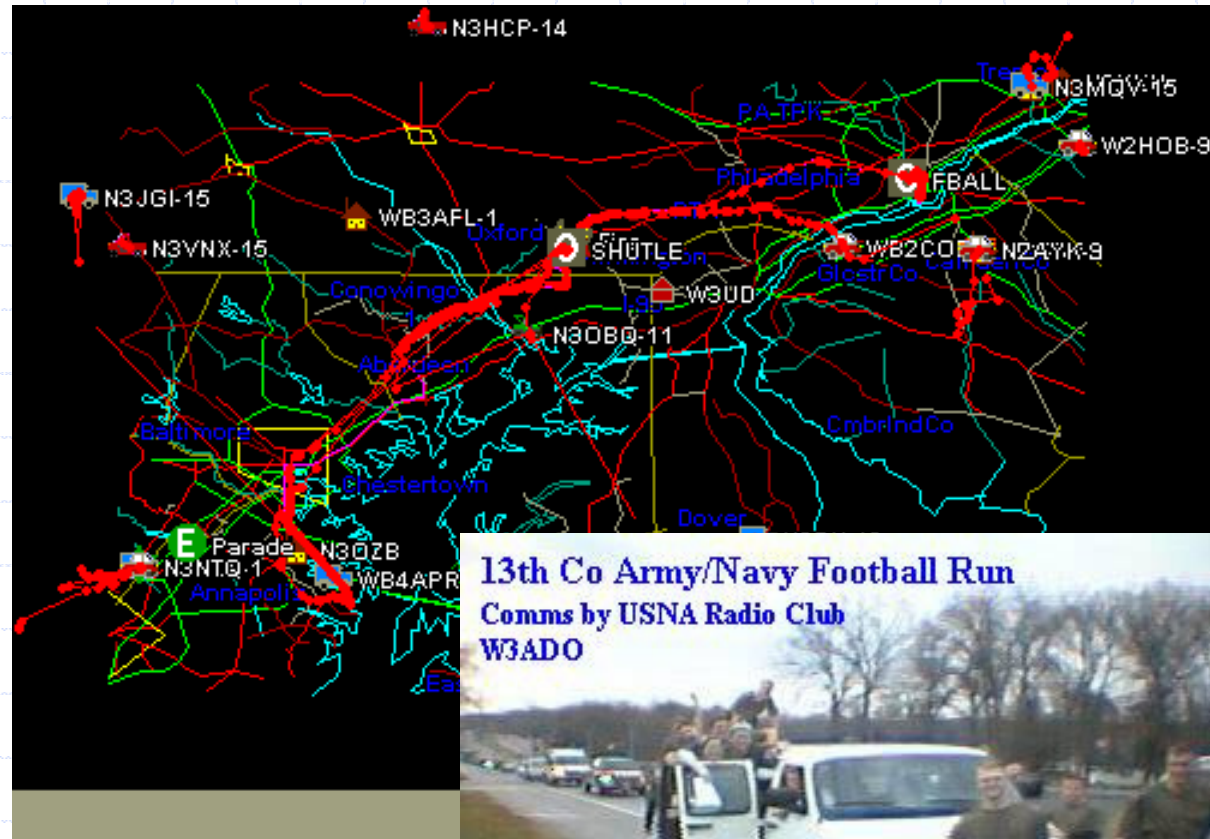 N3HCP-14
Trenton
N3MQV-15
PA TPK
W2HOB-9
Philadelphia
FBALL
N3JGI-15
WB3AFL-1
Oxford
N3VNX-15
SHUTLE
WB2CO
N2AYK-9
GlcstrCo
Conowingo
I-95
W3UD
N3OBQ-11
Aberdeen
Baltimore
CmbrlndCo
Chestertown
Dover
E
Parade
N3OZB
N3NTQ-1
WB4APR
Annapolis
13th Co Army/Navy Football Run
Comms by USNA Radio Club
W3ADO